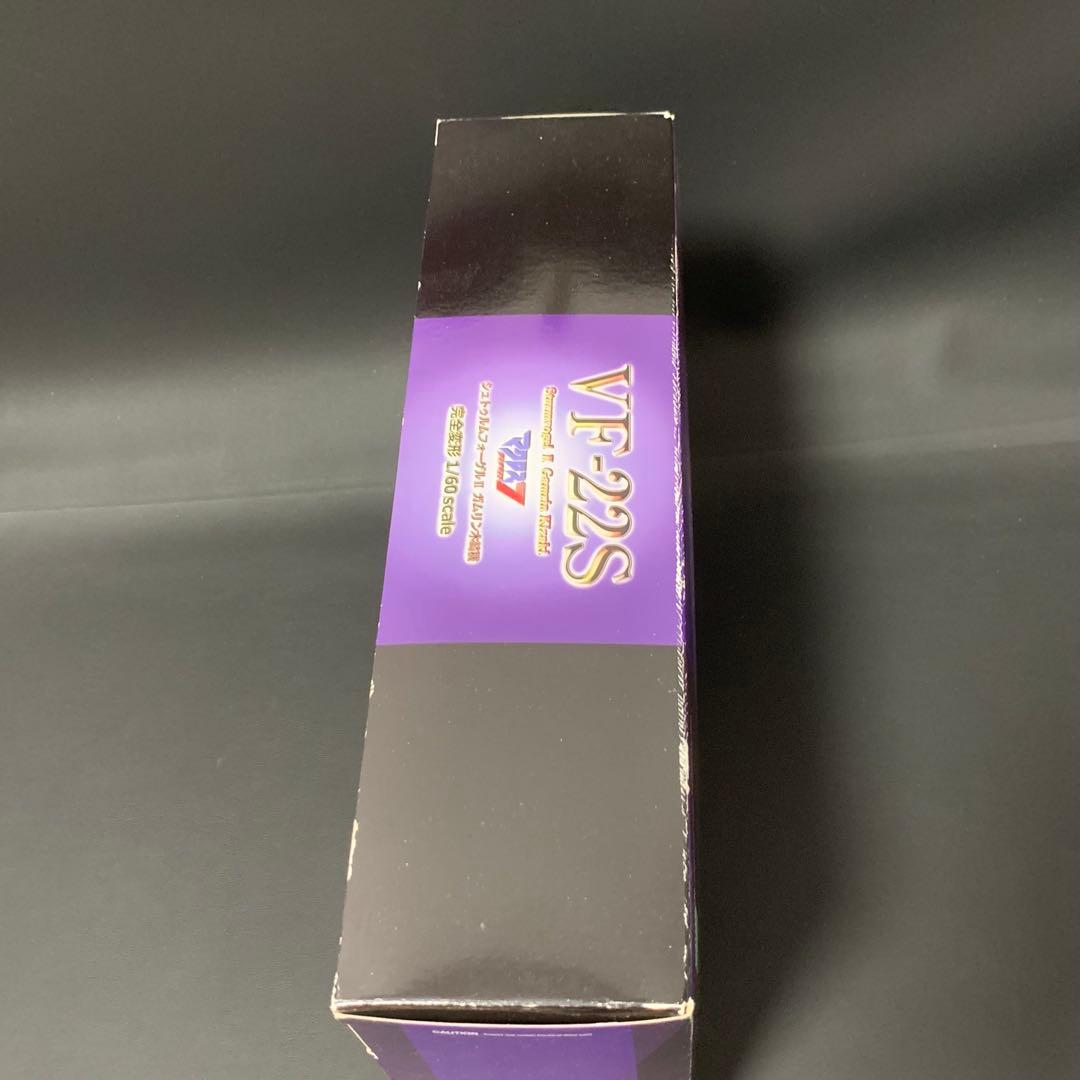 VF-22S
Sturmvogel II Gamrin Kizaki
マクロス7
シュトゥルムフォーゲルⅡ ガムリン木崎機
完全変形 1/60 scale
CAUTION